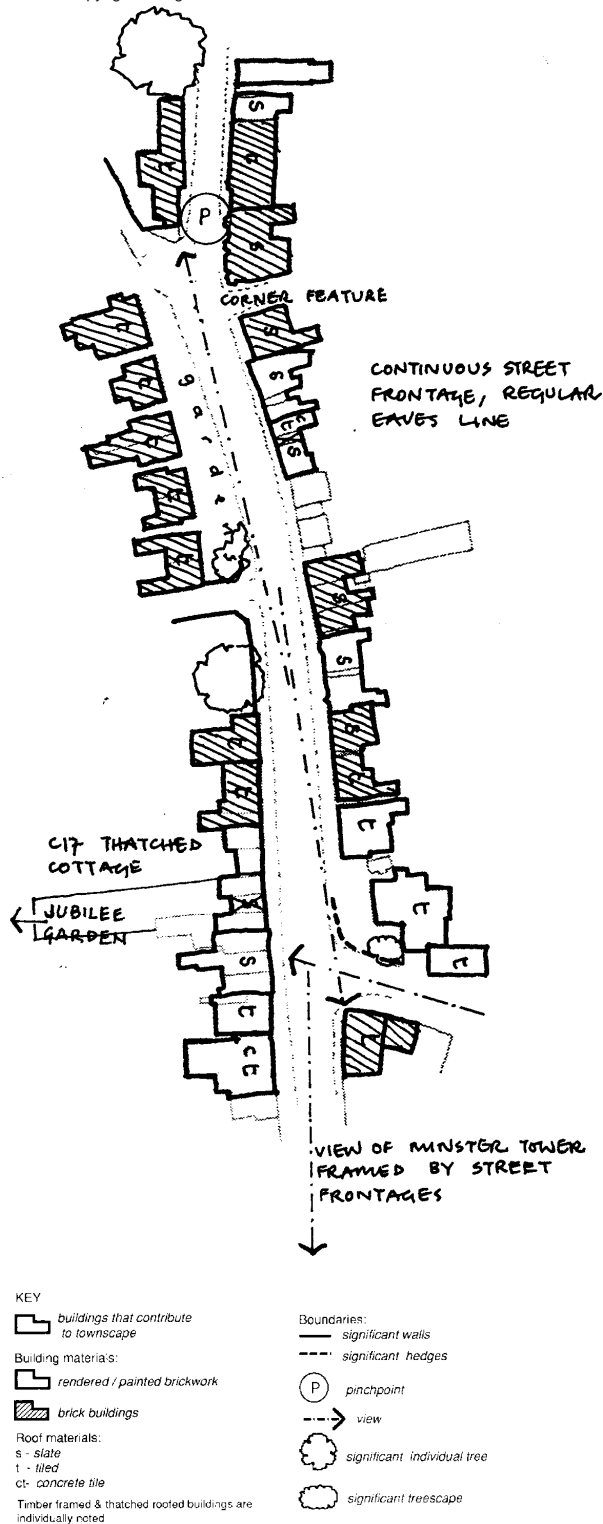 s
t
P
s
CORNER FEATURE
t
s
CONTINUOUS STREET
FRONTAGE, REGULAR
EAVES LINE
s
t
gardens
t
t
s
t
t
s
s
t
s
t
t
t
C17 THATCHED
COTTAGE
t
s
JUBILEE
GARDEN
s
t
t
ct
VIEW OF MINSTER TOWER
FRAMED BY STREET
FRONTAGES
KEY
buildings that contribute
to townscape
Building materials:
rendered / painted brickwork
brick buildings
Roof materials:
s - slate
t - tiled
ct- concrete tile
Timber framed & thatched roofed buildings are
individually noted
Boundaries:
significant walls
significant hedges
P pinchpoint
view
significant individual tree
significant treescape